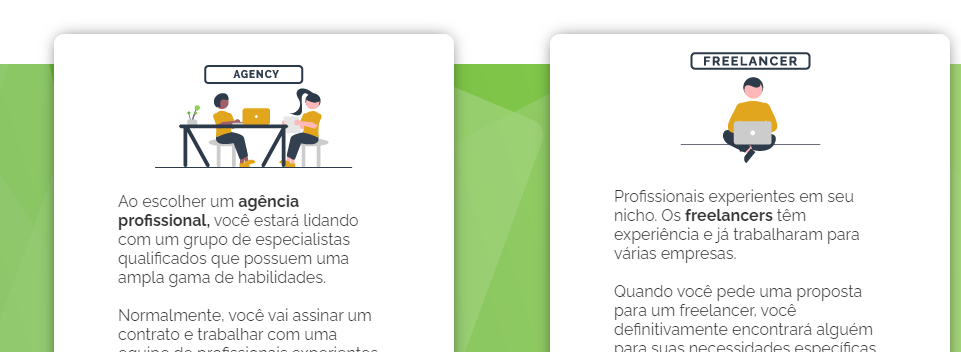 AGENCY
Ao escolher um agência
profissional, você estará lidando
com um grupo de especialistas
qualificados que possuem uma
ampla gama de habilidades.
Normalmente, você vai assinar um
contrato e trabalhar com uma
equipe de profissionais experientes
FREELANCER
Profissionais experientes em seu
nicho. Os freelancers têm
experiência e já trabalharam para
várias empresas.
Quando você pede uma proposta
para um freelancer, você
definitivamente encontrará alguém
para suas necessidades específicas